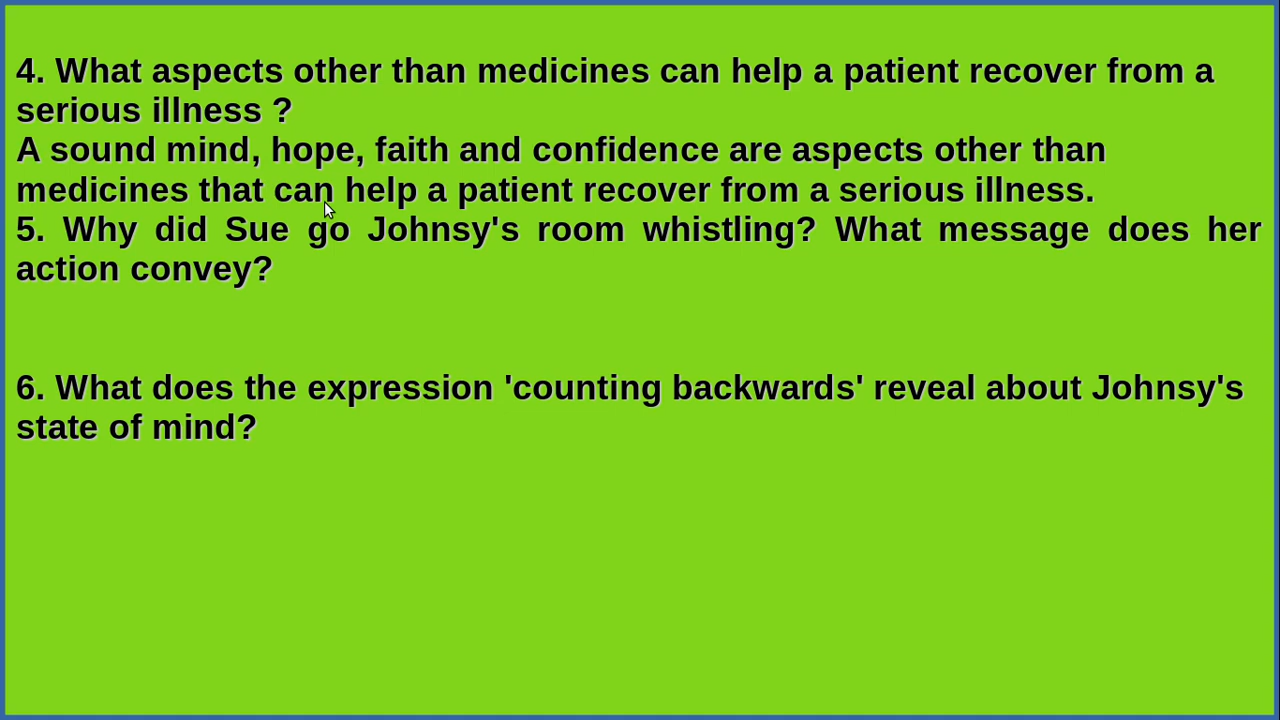 4. What aspects other than medicines can help a patient recover from a
serious illness ?
A sound mind, hope, faith and confidence are aspects other than
medicines that can help a patient recover from a serious illness.
5. Why did Sue go Johnsy's room whistling? What message does her
action convey?
6. What does the expression 'counting backwards' reveal about Johnsy's
state of mind?